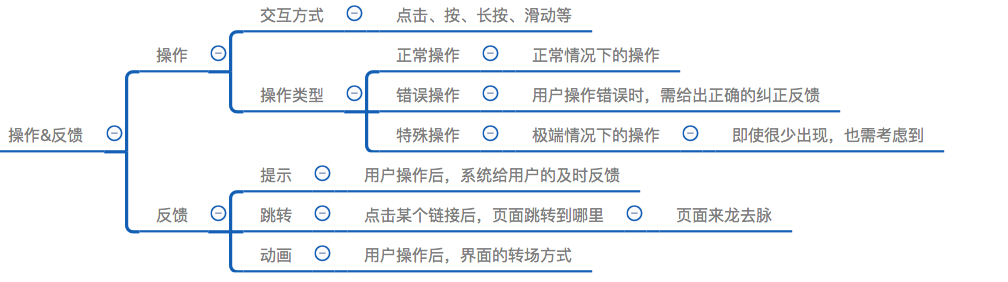 交互方式 点击、按、长按、滑动等
操作 正常操作 正常情况下的操作
操作类型 错误操作 用户操作错误时，需给出正确的纠正反馈
操作&反馈 特殊操作 极端情况下的操作 即使很少出现，也需考虑到
提示 用户操作后，系统给用户的及时反馈
反馈 跳转 点击某个链接后，页面跳转到哪里 页面来龙去脉
动画 用户操作后，界面的转场方式